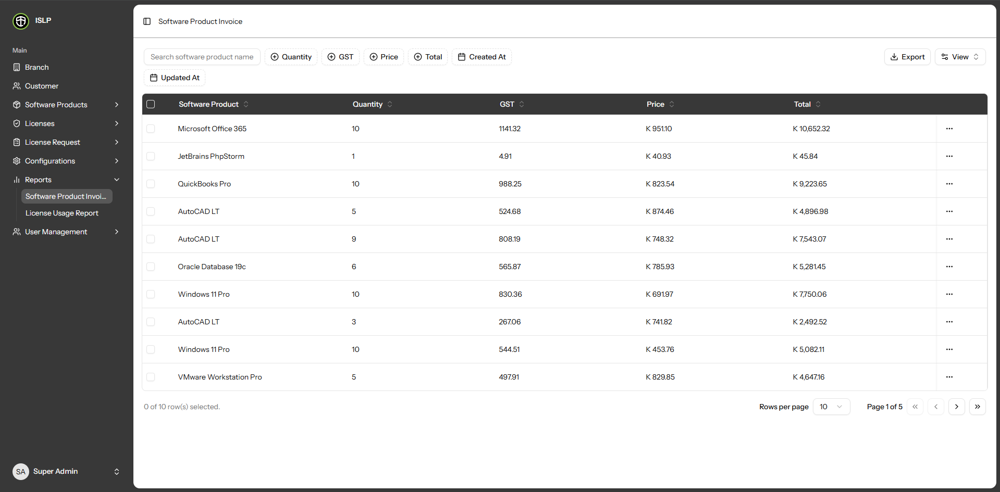 ISLP
Main
Branch
Customer
Software Products
Licenses
License Request
Configurations
Reports
Software Product Invoi...
License Usage Report
User Management
SA Super Admin
Software Product Invoice
Search software product name Quantity GST Price Total Created At Export View
Updated At
Software Product Quantity GST Price Total
Microsoft Office 365 10 1141.32 K 951.10 K 10,652.32
JetBrains PhpStorm 1 4.91 K 40.93 K 45.84
QuickBooks Pro 10 988.25 K 823.54 K 9,223.65
AutoCAD LT 5 524.68 K 874.46 K 4,896.98
AutoCAD LT 9 808.19 K 748.32 K 7,543.07
Oracle Database 19c 6 565.87 K 785.93 K 5,281.45
Windows 11 Pro 10 830.36 K 691.97 K 7,750.06
AutoCAD LT 3 267.06 K 741.82 K 2,492.52
Windows 11 Pro 10 544.51 K 453.76 K 5,082.11
VMware Workstation Pro 5 497.91 K 829.85 K 4,647.16
0 of 10 row(s) selected. Rows per page 10 Page 1 of 5